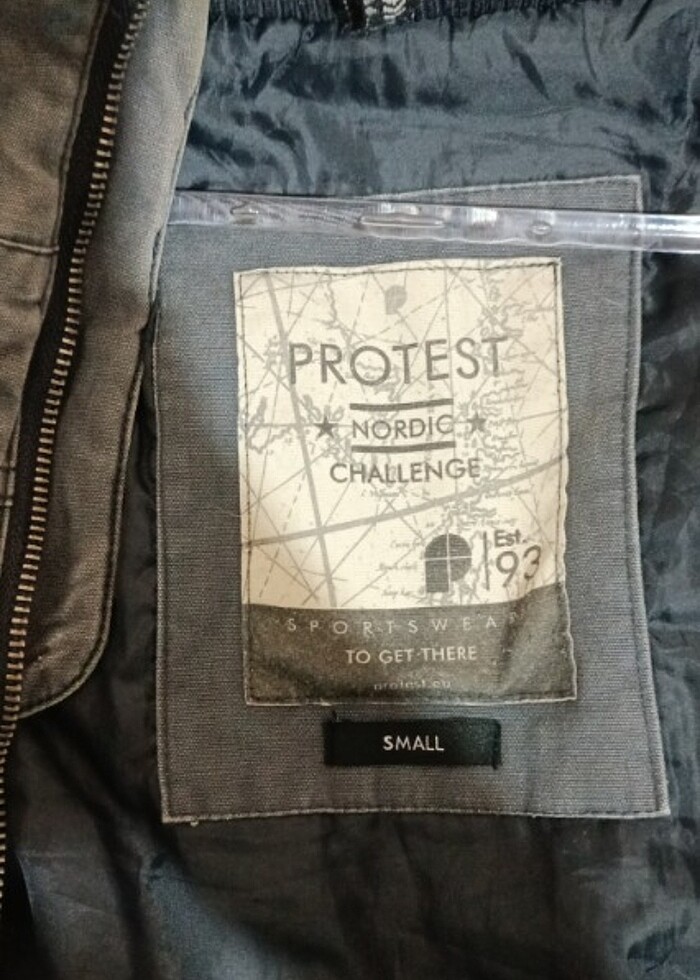 PROTEST
NORDIC
CHALLENGE
Est.
93
SPORTSWEAR
TO GET THERE
protest.eu
SMALL